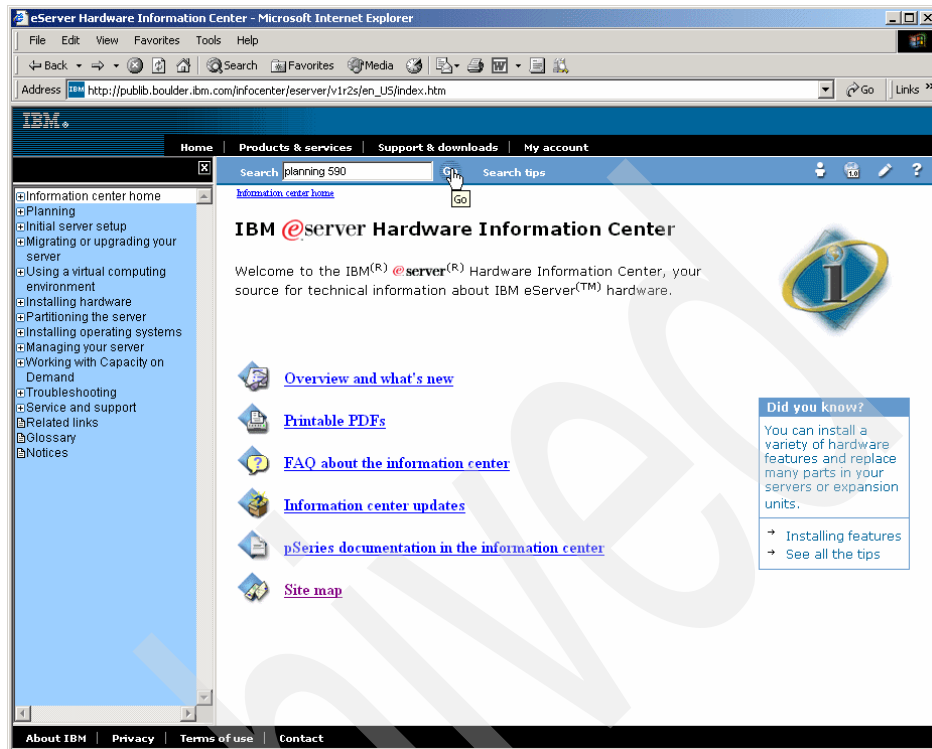 eServer Hardware Information Center - Microsoft Internet Explorer
File Edit View Favorites Tools Help
Back Search Favorites Media
Address http://publib.boulder.ibm.com/infocenter/eserver/v1r2s/en_US/index.htm Go Links »
IBM
Home | Products & services | Support & downloads | My account
Search planning 590 Go Search tips
Go
Information center home
Information center home
Planning
Initial server setup
Migrating or upgrading your
server
Using a virtual computing
environment
Installing hardware
Partitioning the server
Installing operating systems
Managing your server
Working with Capacity on
Demand
Troubleshooting
Service and support
Related links
Glossary
Notices
IBM @server Hardware Information Center
Welcome to the IBM(R) @server(R) Hardware Information Center, your
source for technical information about IBM eServer(TM) hardware.
Overview and what's new
Printable PDFs
FAQ about the information center
Information center updates
pSeries documentation in the information center
Site map
Did you know?
You can install a
variety of hardware
features and replace
many parts in your
servers or expansion
units.
→ Installing features
→ See all the tips
About IBM | Privacy | Terms of use | Contact